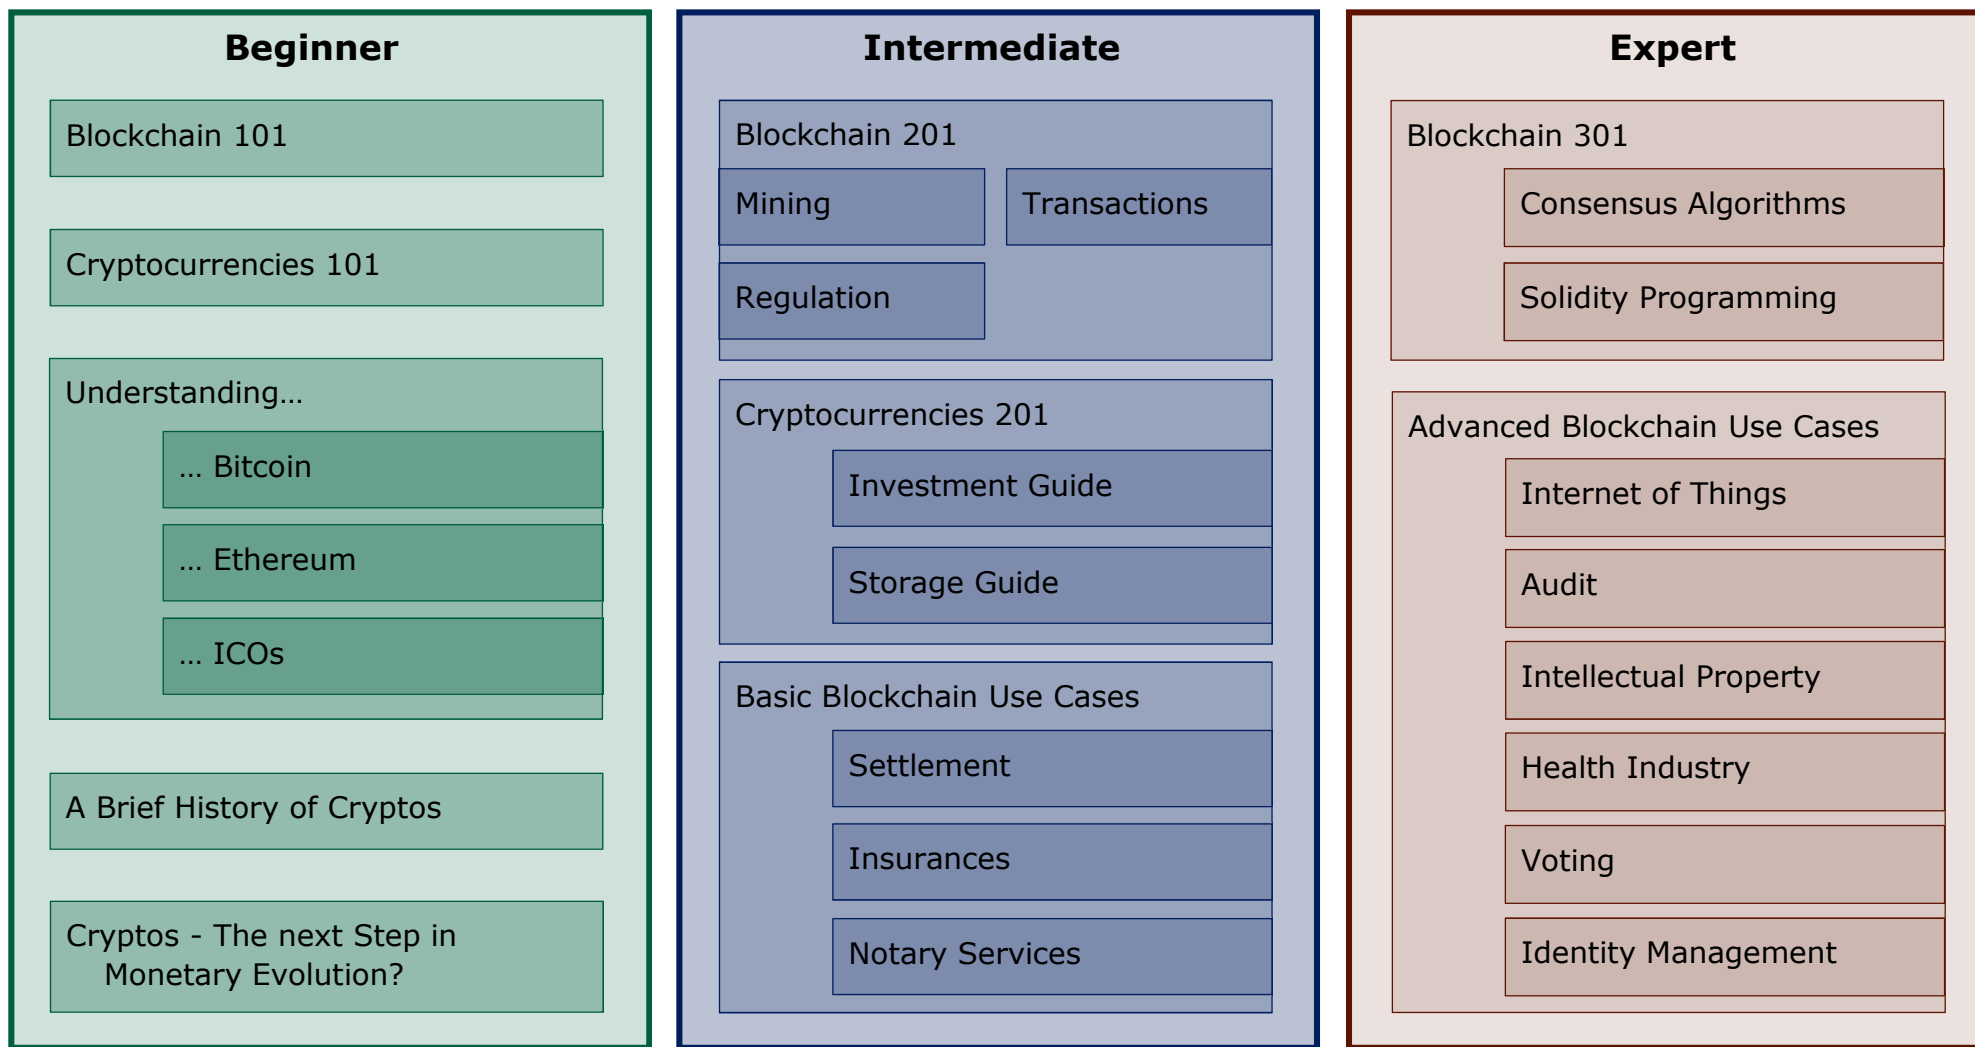 Beginner
Blockchain 101
Cryptocurrencies 101
Understanding…
… Bitcoin
… Ethereum
… ICOs
A Brief History of Cryptos
Cryptos - The next Step in
Monetary Evolution?
Intermediate
Blockchain 201
Mining
Transactions
Regulation
Cryptocurrencies 201
Investment Guide
Storage Guide
Basic Blockchain Use Cases
Settlement
Insurances
Notary Services
Expert
Blockchain 301
Consensus Algorithms
Solidity Programming
Advanced Blockchain Use Cases
Internet of Things
Audit
Intellectual Property
Health Industry
Voting
Identity Management